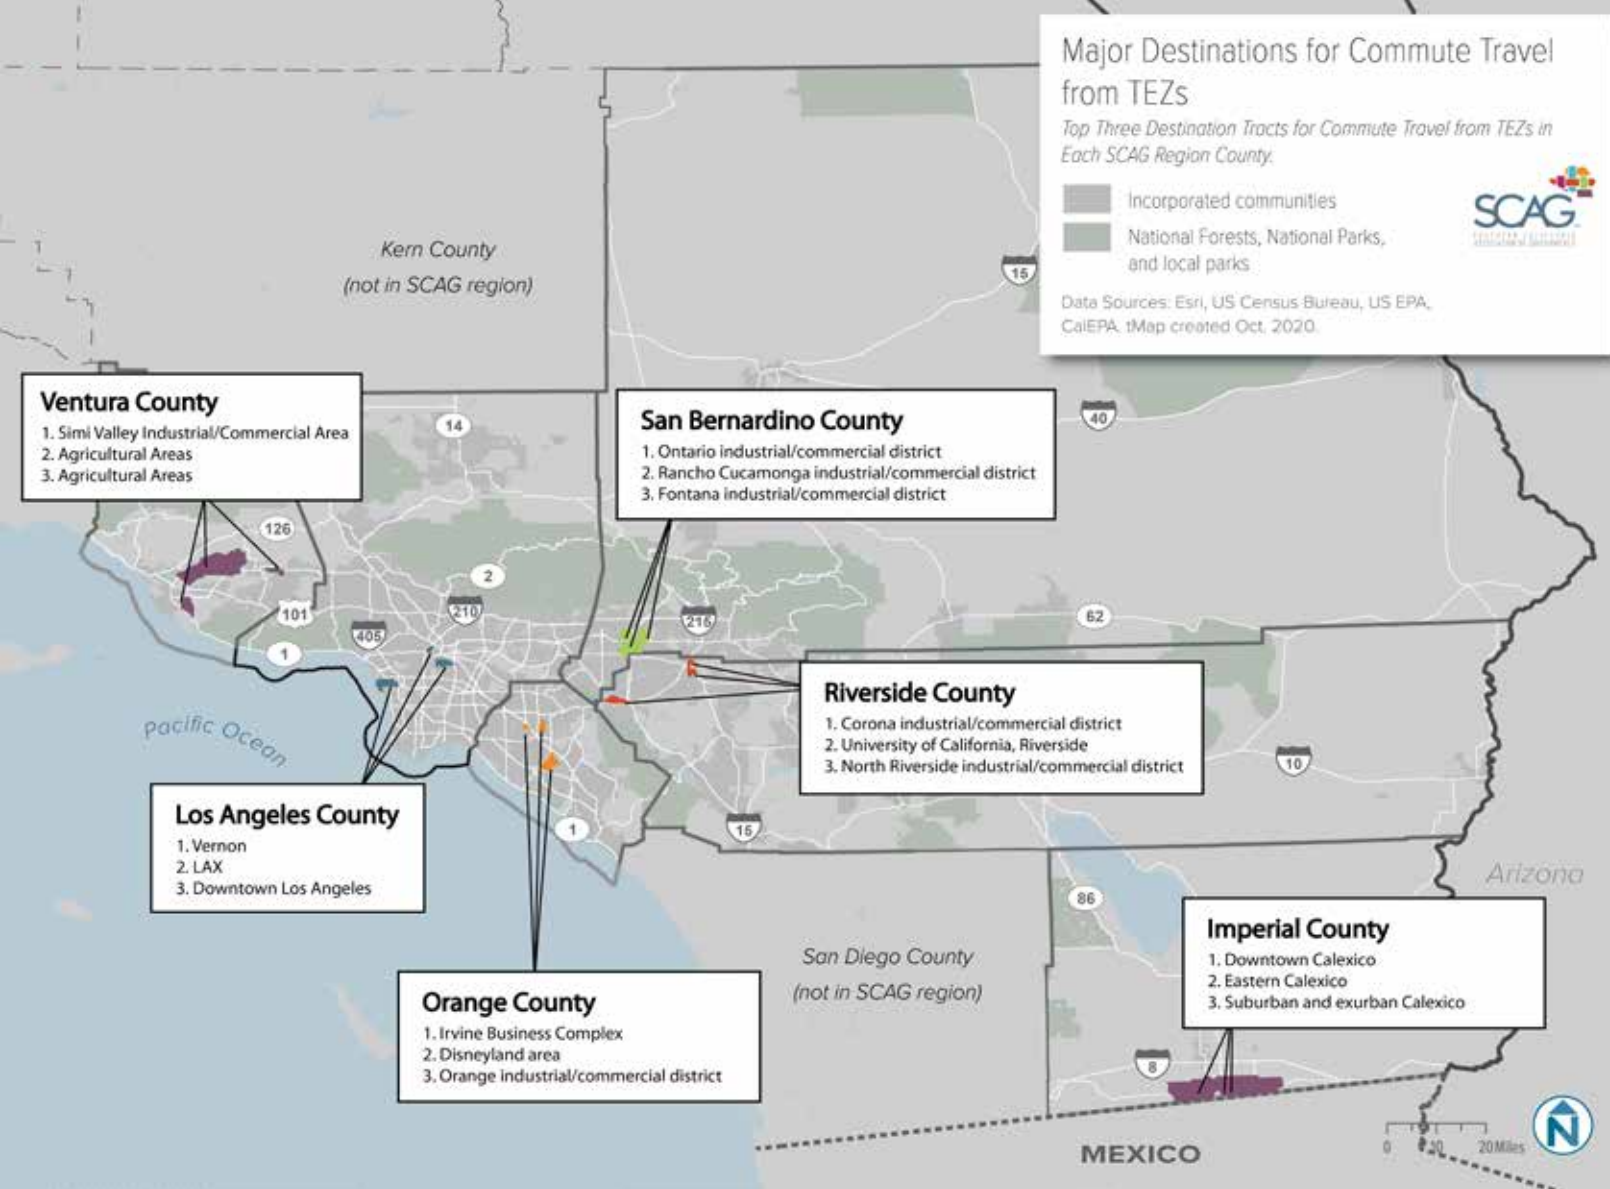 Major Destinations for Commute Travel
from TEZs
Top Three Destination Tracts for Commute Travel from TEZs in
Each SCAG Region County.
Incorporated communities
National Forests, National Parks,
and local parks
SCAG
Data Sources: Esri, US Census Bureau, US EPA,
CalEPA. tMap created Oct. 2020.
Kern County
(not in SCAG region)
15
40
Ventura County
1. Simi Valley Industrial/Commercial Area
2. Agricultural Areas
3. Agricultural Areas
14
San Bernardino County
1. Ontario industrial/commercial district
2. Rancho Cucamonga industrial/commercial district
3. Fontana industrial/commercial district
126
2
101
210
405
215
62
1
Pacific Ocean
Riverside County
1. Corona industrial/commercial district
2. University of California, Riverside
3. North Riverside industrial/commercial district
10
Los Angeles County
1. Vernon
2. LAX
3. Downtown Los Angeles
1
15
Arizona
86
Imperial County
1. Downtown Calexico
2. Eastern Calexico
3. Suburban and exurban Calexico
San Diego County
(not in SCAG region)
Orange County
1. Irvine Business Complex
2. Disneyland area
3. Orange industrial/commercial district
8
MEXICO
0 10 20 Miles
N